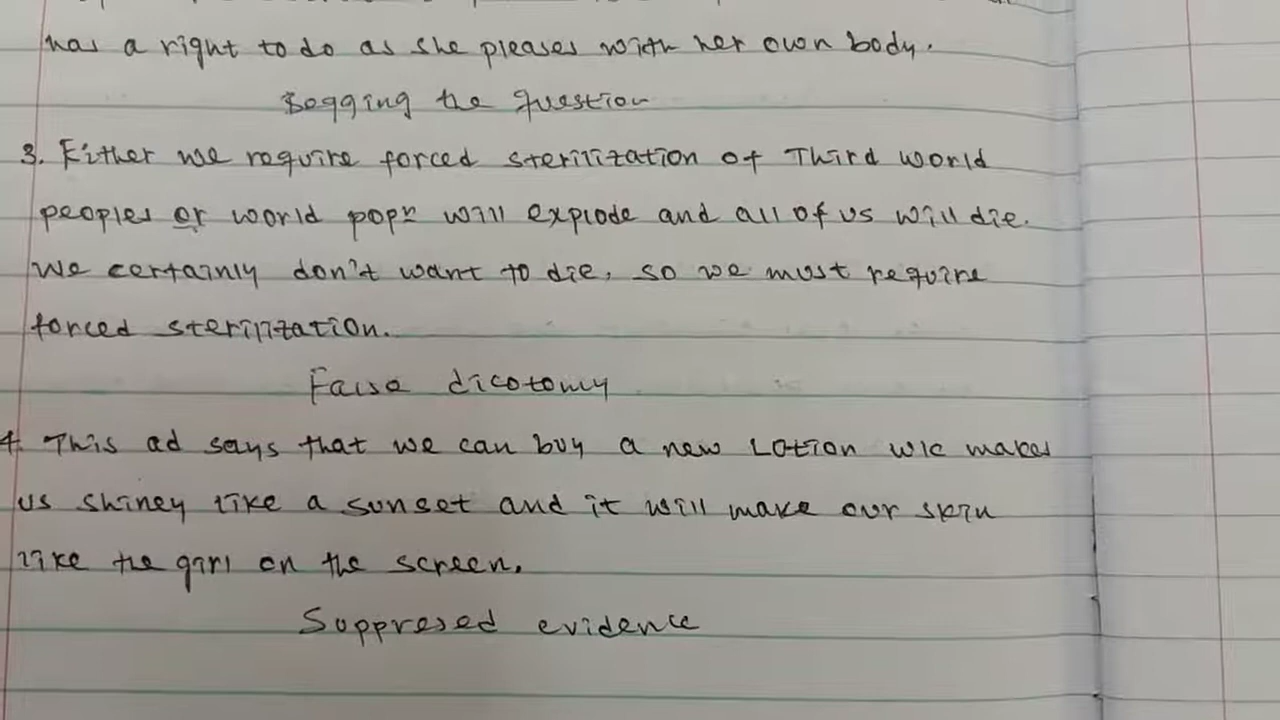 has a right to do as she pleases with her own body.
Begging the question
3. Either we require forced sterilization of Third world
peoples or world popn will explode and all of us will die.
We certainly don't want to die, so we must require
forced sterilization.
False dicotomy
4. This ad says that we can buy a new Lotion wic makes
us shiney like a sunset and it will make our skin
like the girl on the screen.
Suppresed evidence